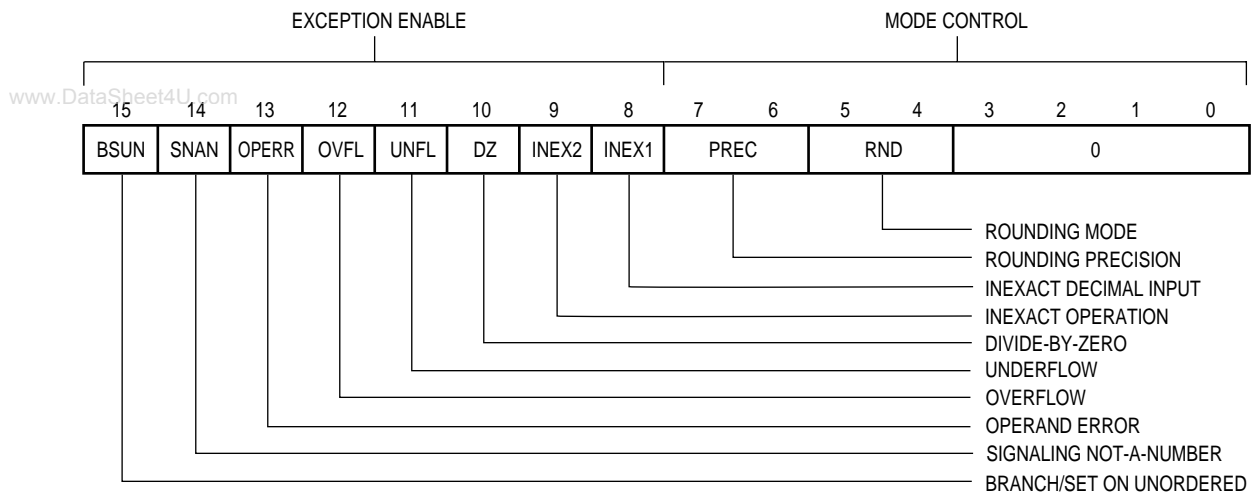 EXCEPTION ENABLE MODE CONTROL
www.DataSheet4U.com
15 14 13 12 11 10 9 8 7 6 5 4 3 2 1 0
BSUN SNAN OPERR OVFL UNFL DZ INEX2 INEX1 PREC RND 0
ROUNDING MODE
ROUNDING PRECISION
INEXACT DECIMAL INPUT
INEXACT OPERATION
DIVIDE-BY-ZERO
UNDERFLOW
OVERFLOW
OPERAND ERROR
SIGNALING NOT-A-NUMBER
BRANCH/SET ON UNORDERED